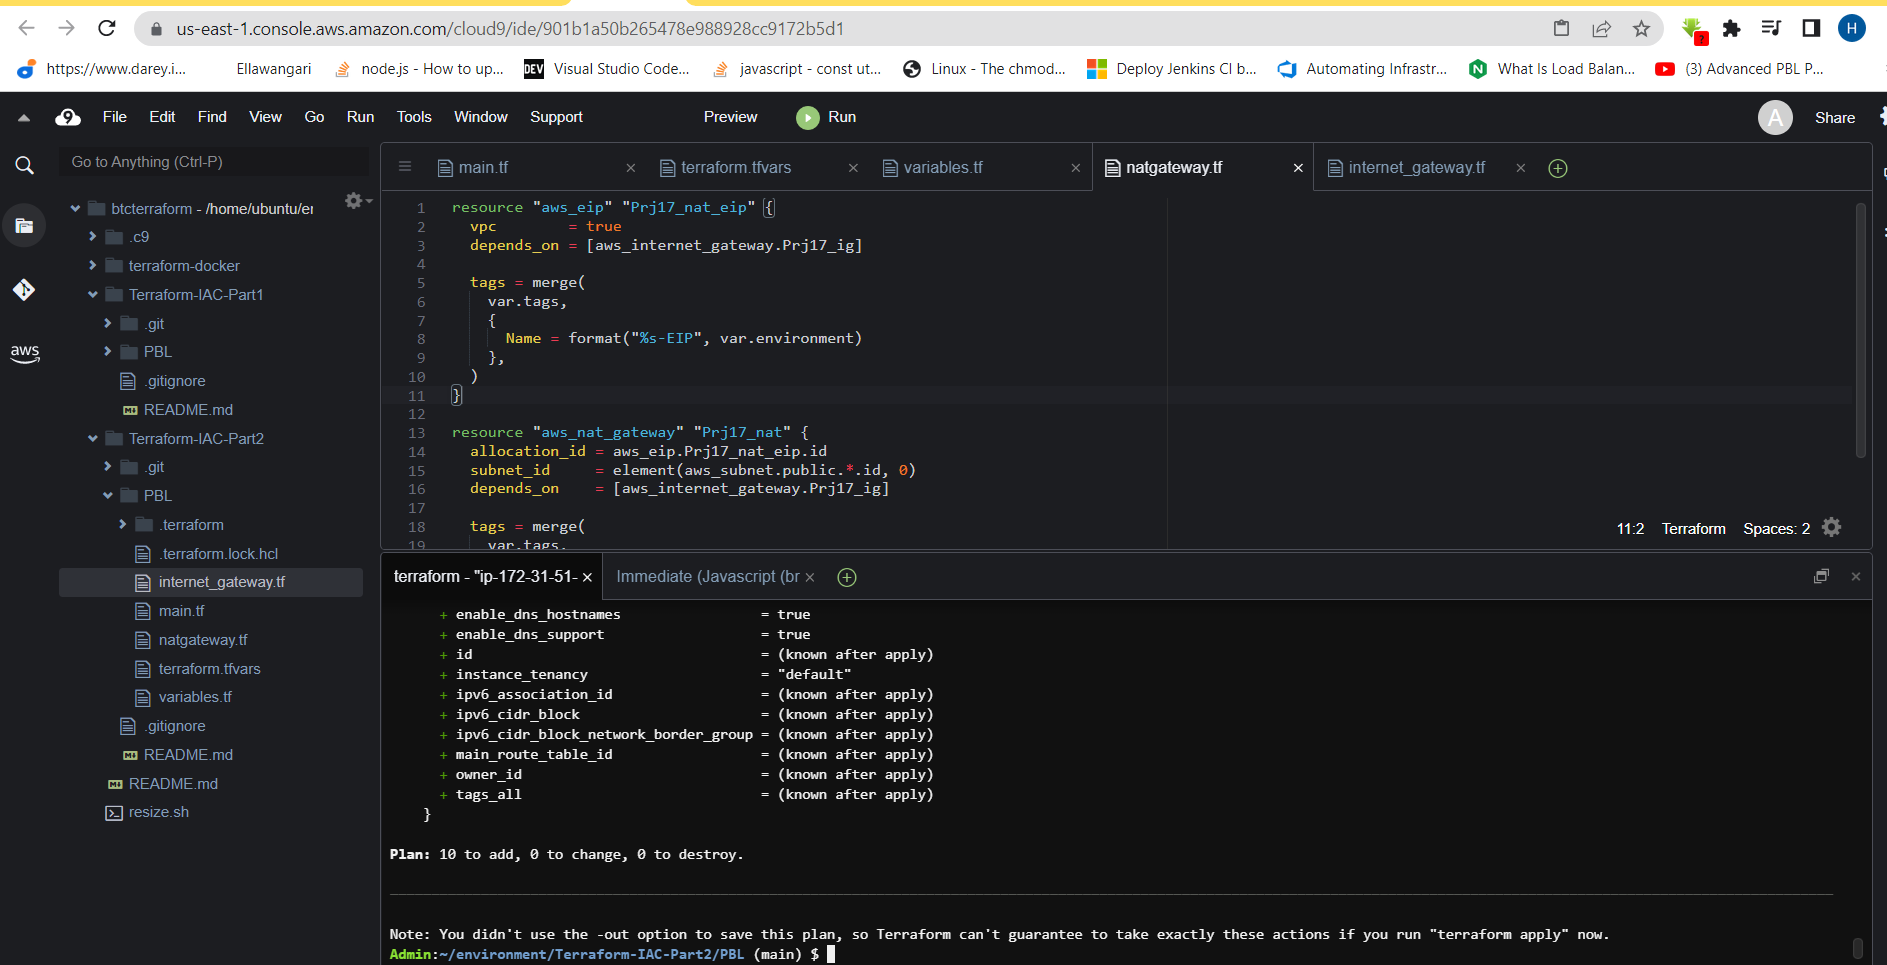 us-east-1.console.aws.amazon.com/cloud9/ide/901b1a50b265478e988928cc9172b5d1
?
H
https://www.darey.i...
Ellawangari
node.js - How to up...
DEV
Visual Studio Code...
javascript - const ut...
Linux - The chmod...
Deploy Jenkins CI b...
Automating Infrastr...
N
What Is Load Balan...
(3) Advanced PBL P...
9
File
Edit
Find
View
Go
Run
Tools
Window
Support
Preview
Run
A
Share
Go to Anything (Ctrl-P)
main.tf
terraform.tfvars
variables.tf
natgateway.tf
internet_gateway.tf
btcterraform - /home/ubuntu/er
.c9
terraform-docker
Terraform-IAC-Part1
.git
PBL
.gitignore
README.md
Terraform-IAC-Part2
.git
PBL
.terraform
.terraform.lock.hcl
internet_gateway.tf
main.tf
natgateway.tf
terraform.tfvars
variables.tf
.gitignore
README.md
README.md
resize.sh
aws
1 resource "aws_eip" "Prj17_nat_eip" {
2 vpc = true
3 depends_on = [aws_internet_gateway.Prj17_ig]
4
5 tags = merge(
6 var.tags,
7 {
8 Name = format("%s-EIP", var.environment)
9 },
10 )
11 }
12
13 resource "aws_nat_gateway" "Prj17_nat" {
14 allocation_id = aws_eip.Prj17_nat_eip.id
15 subnet_id = element(aws_subnet.public.*.id, 0)
16 depends_on = [aws_internet_gateway.Prj17_ig]
17
18 tags = merge(
19 var.tags,
11:2 Terraform Spaces: 2
terraform - "ip-172-31-51-
Immediate (Javascript (br
+ enable_dns_hostnames = true
+ enable_dns_support = true
+ id = (known after apply)
+ instance_tenancy = "default"
+ ipv6_association_id = (known after apply)
+ ipv6_cidr_block = (known after apply)
+ ipv6_cidr_block_network_border_group = (known after apply)
+ main_route_table_id = (known after apply)
+ owner_id = (known after apply)
+ tags_all = (known after apply)
}
Plan: 10 to add, 0 to change, 0 to destroy.
Note: You didn't use the -out option to save this plan, so Terraform can't guarantee to take exactly these actions if you run "terraform apply" now.
Admin:~/environment/Terraform-IAC-Part2/PBL (main) $